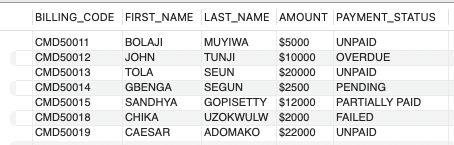 BILLING_CODE FIRST_NAME LAST_NAME AMOUNT PAYMENT_STATUS
CMD50011 BOLAJI MUYIWA $5000 UNPAID
CMD50012 JOHN TUNJI $10000 OVERDUE
CMD50013 TOLA SEUN $20000 UNPAID
CMD50014 GBENGA SEGUN $2500 PENDING
CMD50015 SANDHYA GOPISETTY $12000 PARTIALLY PAID
CMD50018 CHIKA UZOKWULW $2000 FAILED
CMD50019 CAESAR ADOMAKO $22000 UNPAID